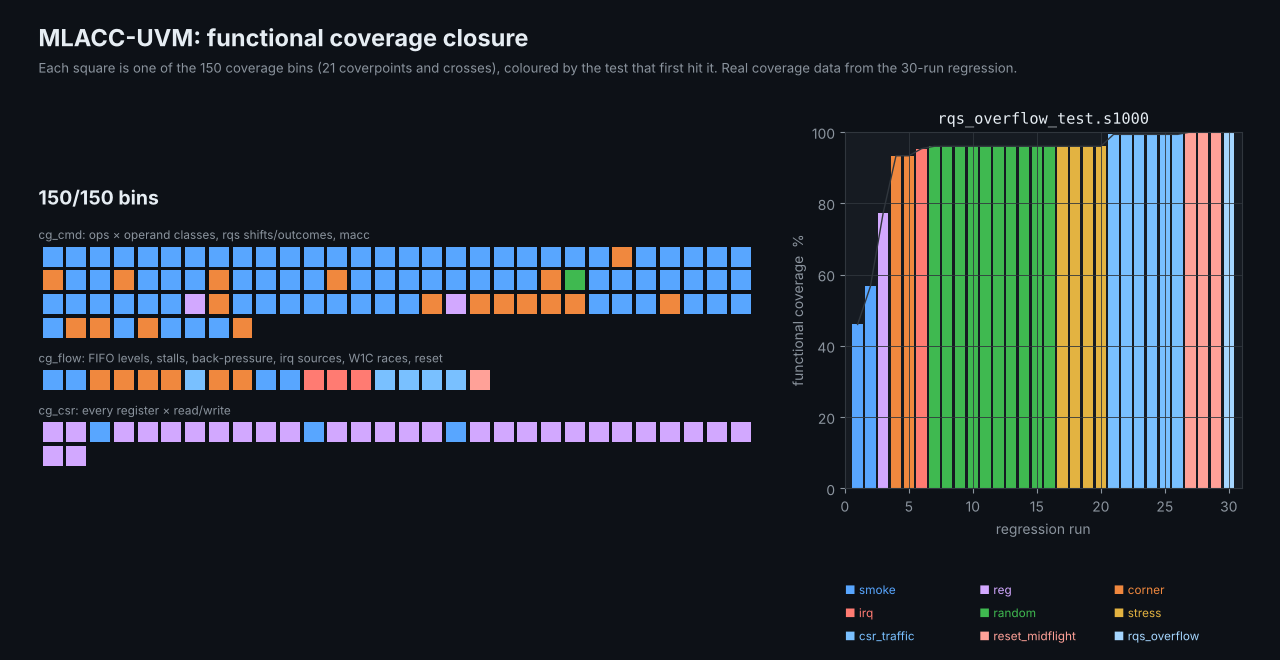 MLACC-UVM: functional coverage closure
Each square is one of the 150 coverage bins (21 coverpoints and crosses), coloured by the test that first hit it. Real coverage data from the 30-run regression.
150/150 bins
cg_cmd: ops × operand classes, rqs shifts/outcomes, macc
cg_flow: FIFO levels, stalls, back-pressure, irq sources, W1C races, reset
cg_csr: every register × read/write
rqs_overflow_test.s1000
functional coverage %
100
80
60
40
20
0
0 5 10 15 20 25 30
regression run
smoke reg corner
irq random stress
csr_traffic reset_midflight rqs_overflow